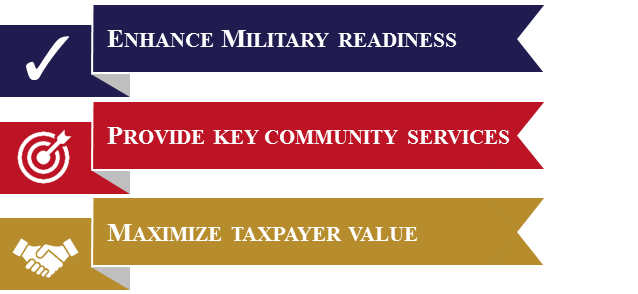 ENHANCE MILITARY READINESS
PROVIDE KEY COMMUNITY SERVICES
MAXIMIZE TAXPAYER VALUE